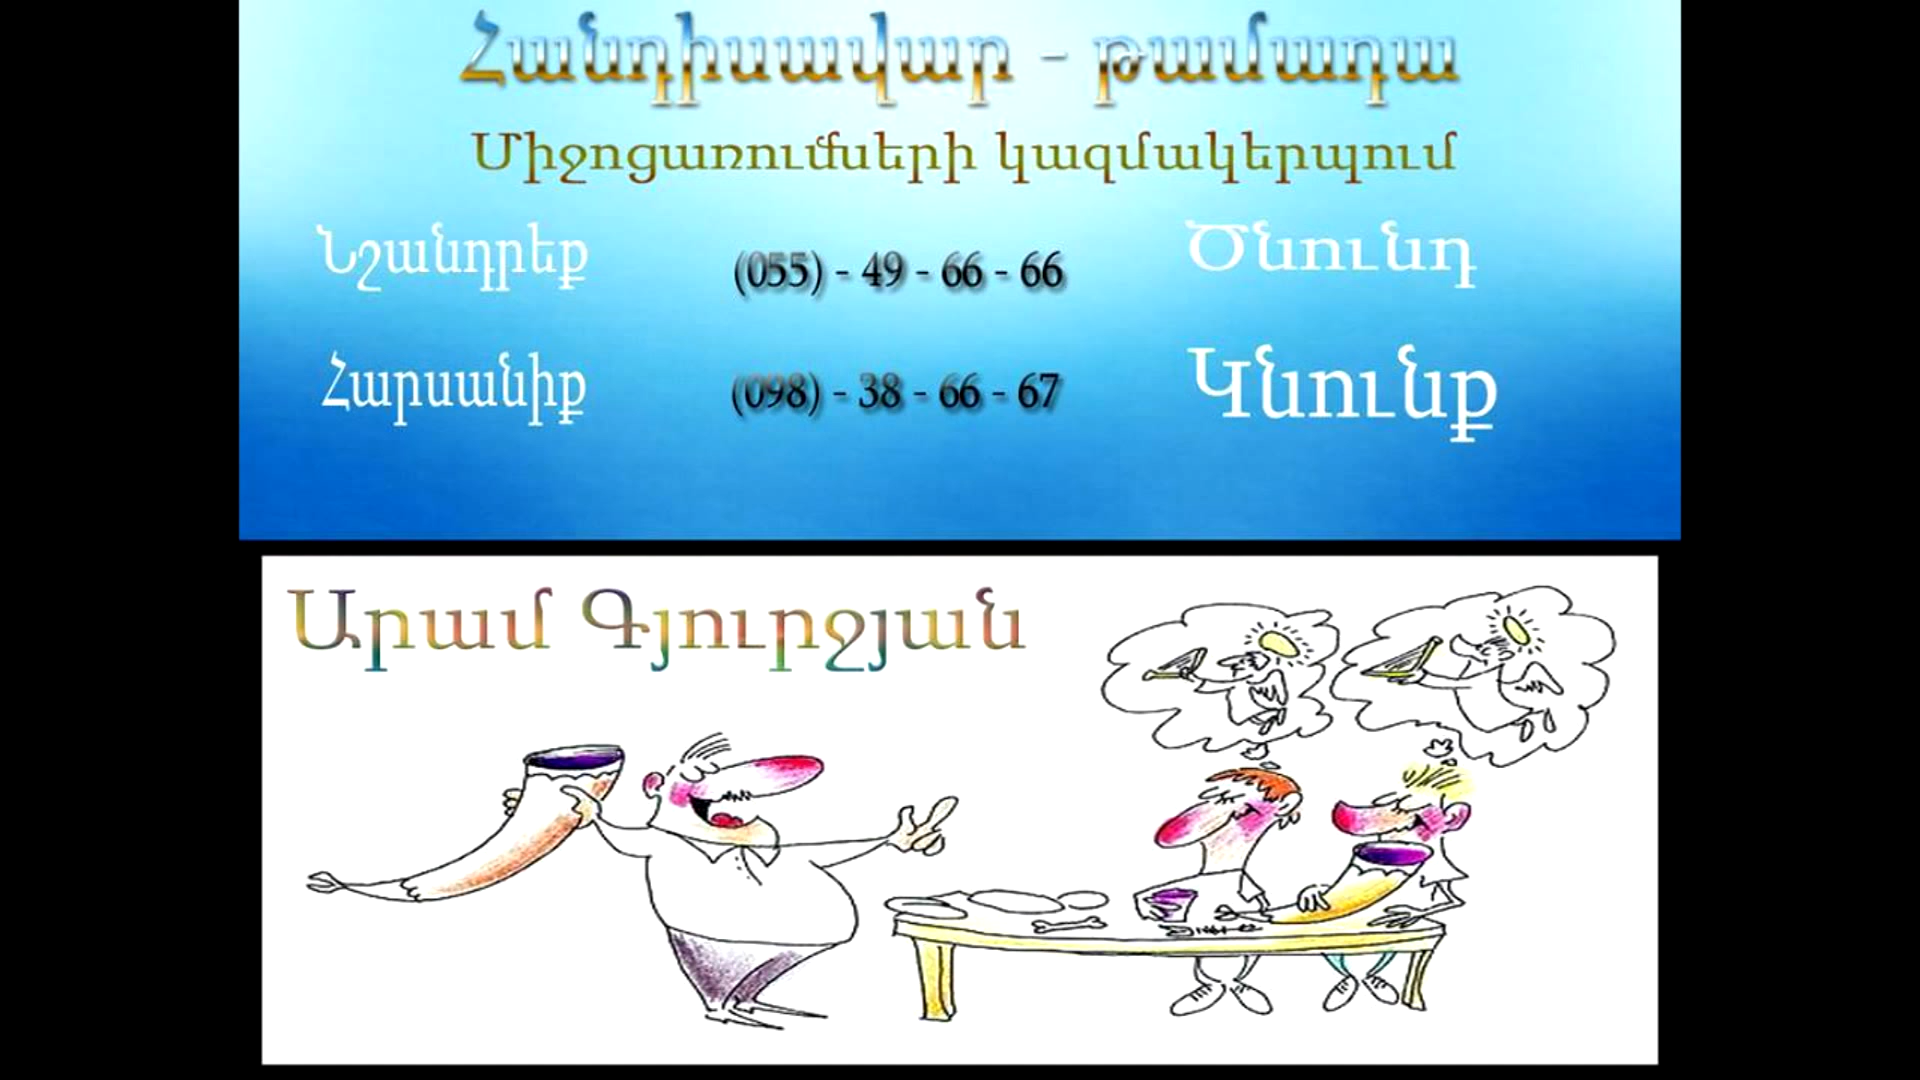 Հանդիսավար - թամադա
Միջոցառումների կազմակերպում
Նշանդրեք
(055) - 49 - 66 - 66
Ծնունդ
Հարսանիք
(098) - 38 - 66 - 67
Կնունք
Արամ Գյուրջյան